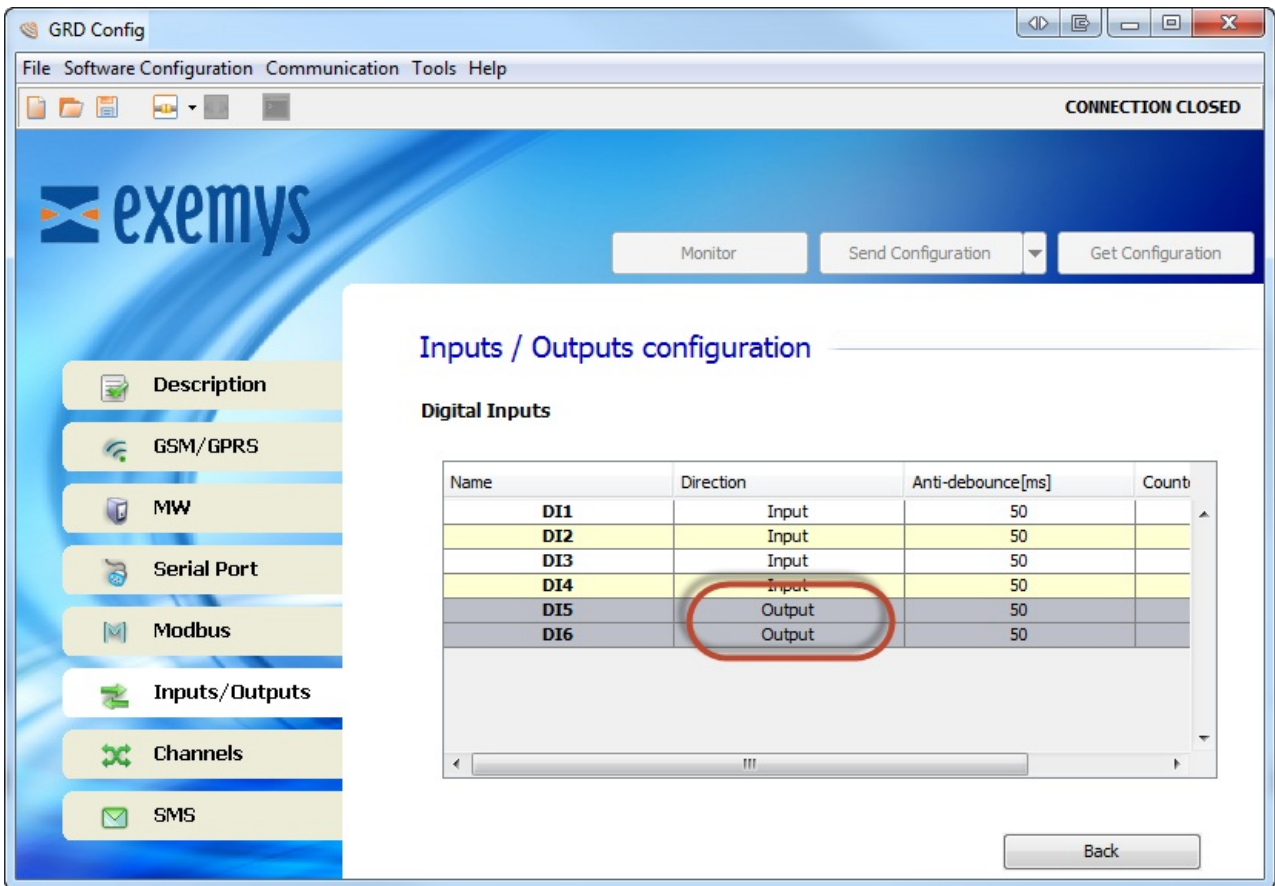 GRD Config
File Software Configuration Communication Tools Help
CONNECTION CLOSED
exemys
Monitor Send Configuration Get Configuration
Inputs / Outputs configuration
Description
Digital Inputs
GSM/GPRS
Name Direction Anti-debounce[ms] Counte
DI1 Input 50
MW
DI2 Input 50
DI3 Input 50
Serial Port
DI4 Input 50
DI5 Output 50
Modbus
DI6 Output 50
Inputs/Outputs
Channels
SMS
Back